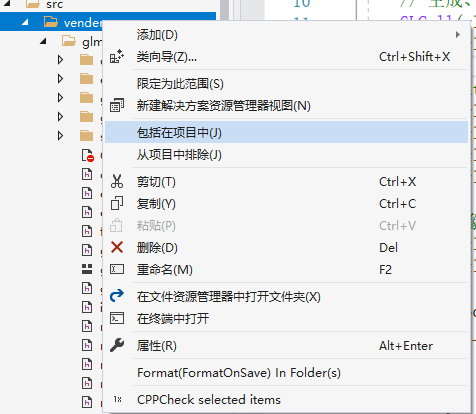 src
10
// 生成、
vender
11
glm
添加(D)
类向导(Z)... Ctrl+Shift+X
限定为此范围(S)
新建解决方案资源管理器视图(N)
包括在项目中(J)
从项目中排除(J)
剪切(T) Ctrl+X
复制(Y) Ctrl+C
粘贴(P) Ctrl+V
删除(D) Del
重命名(M) F2
在文件资源管理器中打开文件夹(X)
在终端中打开
属性(R) Alt+Enter
Format(FormatOnSave) In Folder(s)
1x CPPCheck selected items